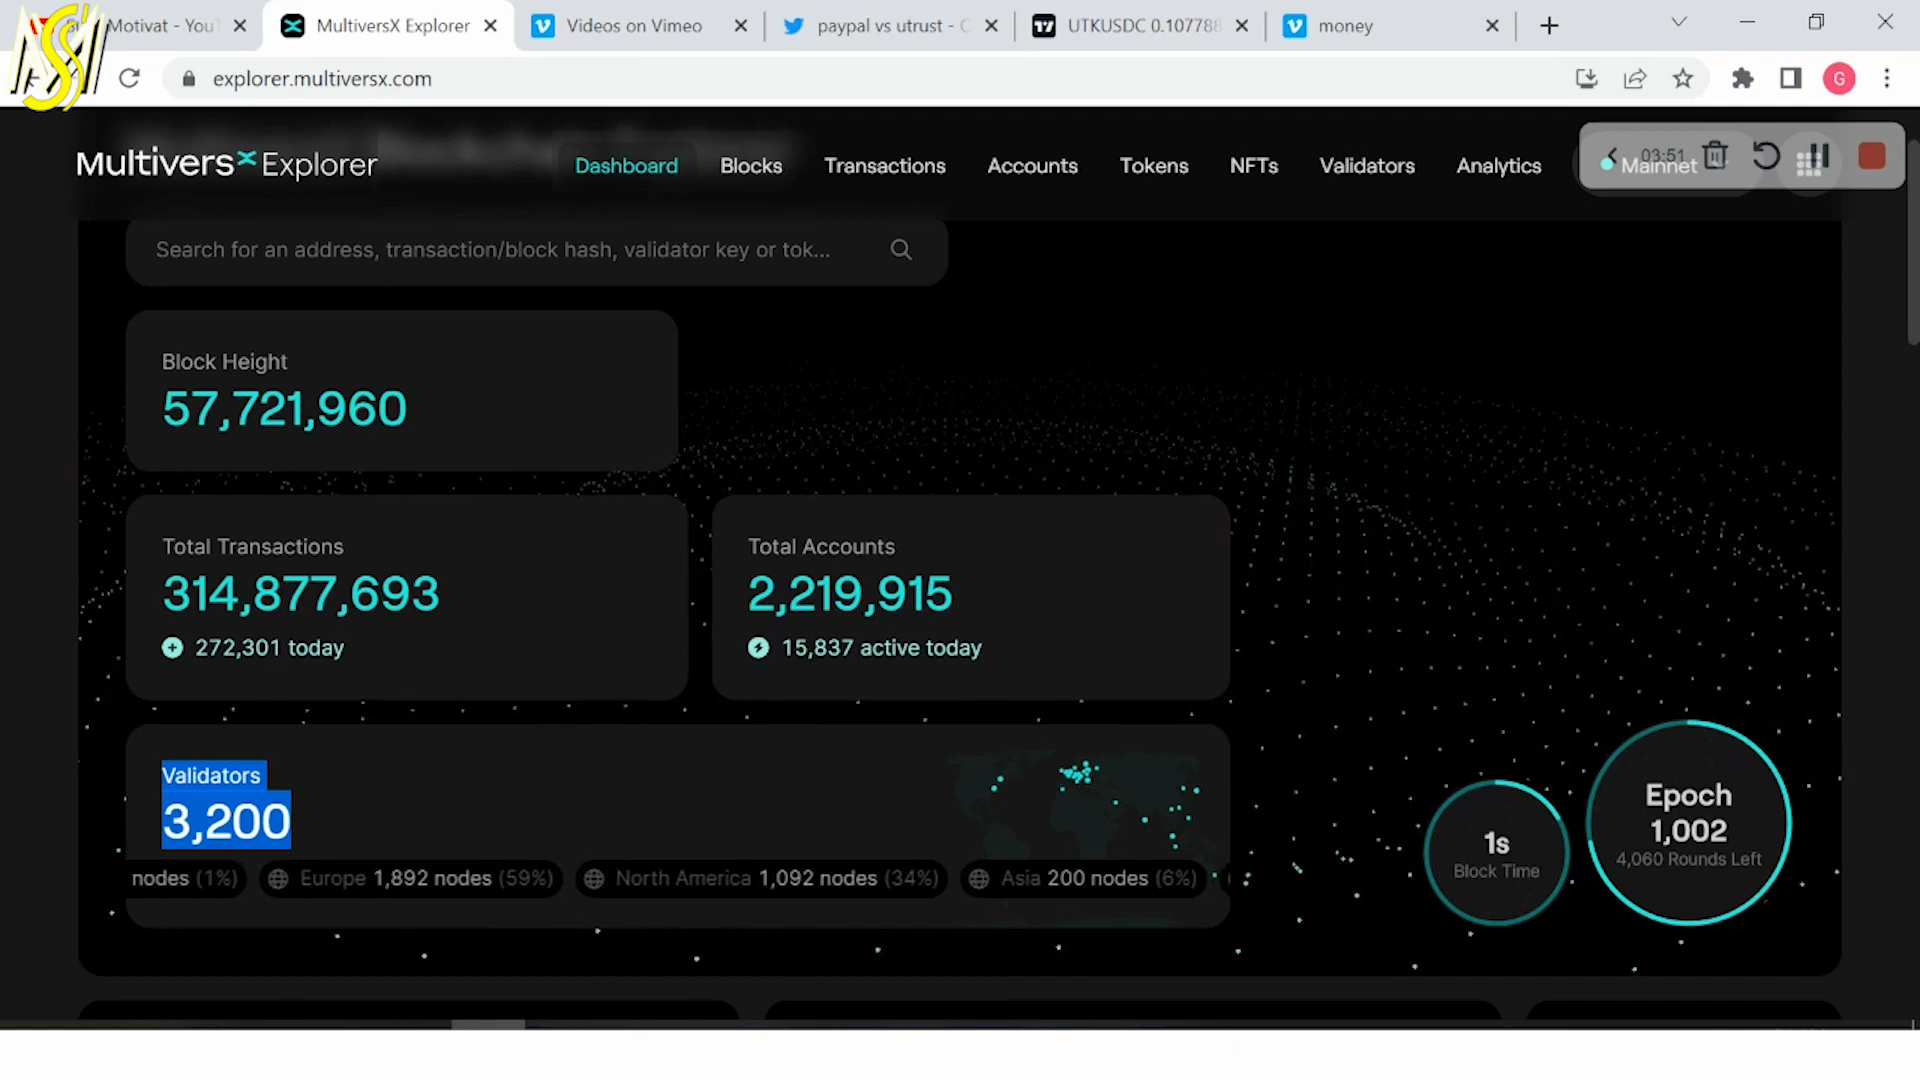 Motivat - YouT
MultiversX Explorer
Videos on Vimeo
paypal vs utrust - C
UTKUSDC 0.107788
money
explorer.multiversx.com
G
MultiversX Explorer
Dashboard
Blocks
Transactions
Accounts
Tokens
NFTs
Validators
Analytics
03:51
Mainnet
Search for an address, transaction/block hash, validator key or tok...
Block Height
57,721,960
Total Transactions
314,877,693
272,301 today
Total Accounts
2,219,915
15,837 active today
Validators
3,200
nodes (1%)
Europe 1,892 nodes (59%)
North America 1,092 nodes (34%)
Asia 200 nodes (6%)
1s
Block Time
Epoch
1,002
4,060 Rounds Left